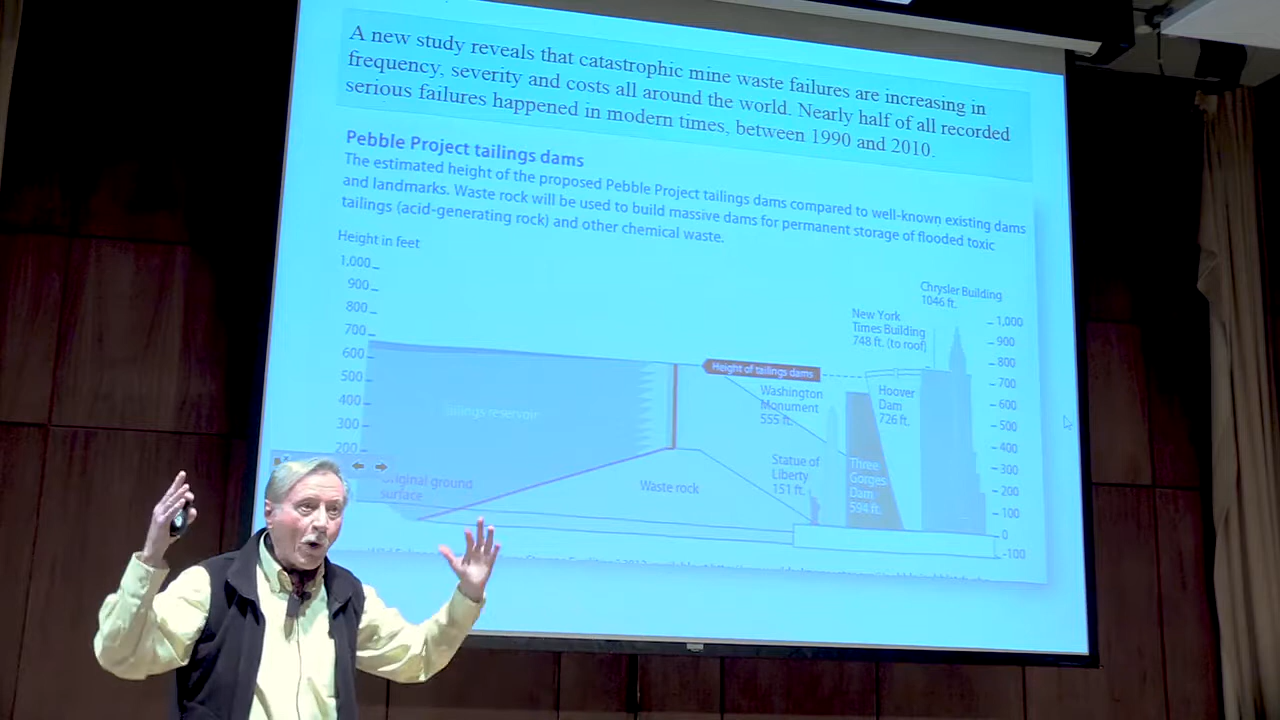 A new study reveals that catastrophic mine waste failures are increasing in
frequency, severity and costs all around the world. Nearly half of all recorded
serious failures happened in modern times, between 1990 and 2010.
Pebble Project tailings dams
The estimated height of the proposed Pebble Project tailings dams compared to well-known existing dams
and landmarks. Waste rock will be used to build massive dams for permanent storage of flooded toxic
tailings (acid-generating rock) and other chemical waste.
Height in feet
1,000
900
800
700
600
500
400
300
200
Tailings reservoir
Original ground
surface
Waste rock
Height of tailings dams
Washington
Monument
555 ft.
Statue of
Liberty
151 ft.
Three
Gorges
Dam
594 ft.
New York
Times Building
748 ft. (to roof)
Hoover
Dam
726 ft.
Chrysler Building
1046 ft.
1,000
900
800
700
600
500
400
300
200
100
0
-100